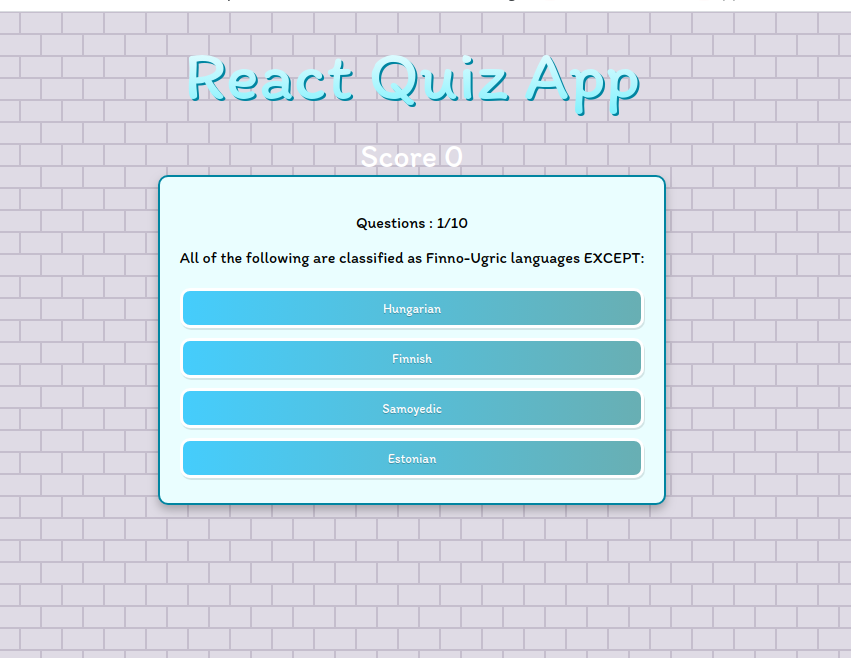 React Quiz App
Score 0
Questions : 1/10
All of the following are classified as Finno-Ugric languages EXCEPT:
Hungarian
Finnish
Samoyedic
Estonian